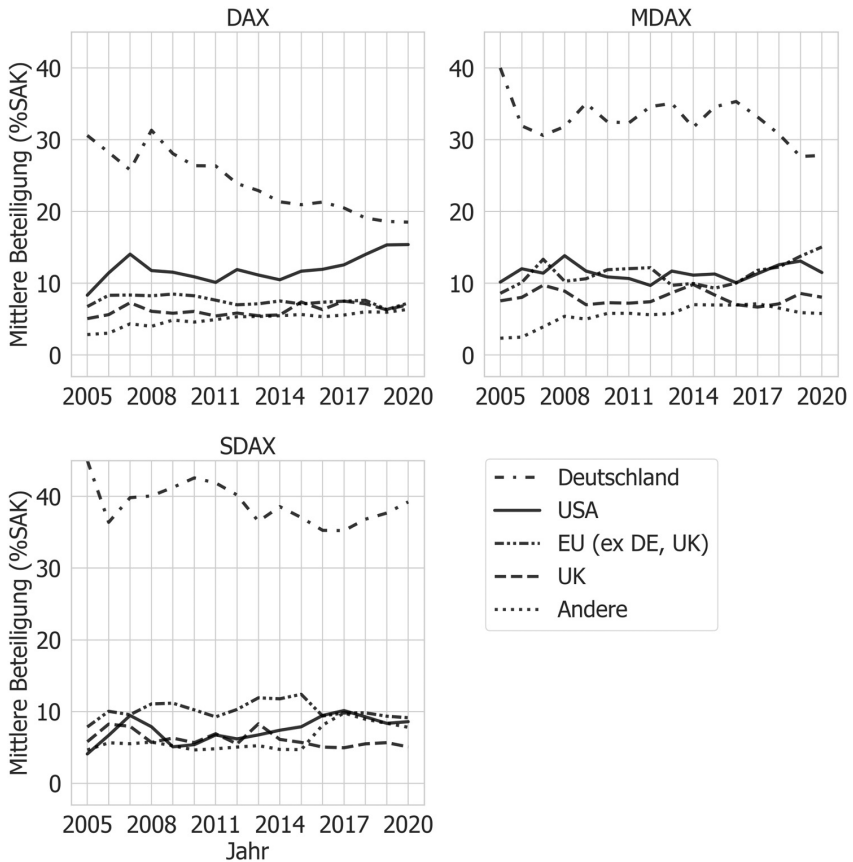 DAX
Mittlere Beteiligung (%SAK)
40
30
20
10
0
2005 2008 2011 2014 2017 2020
MDAX
40
30
20
10
0
2005 2008 2011 2014 2017 2020
SDAX
Mittlere Beteiligung (%SAK)
40
30
20
10
0
2005 2008 2011 2014 2017 2020
Jahr
Deutschland
USA
EU (ex DE, UK)
UK
Andere